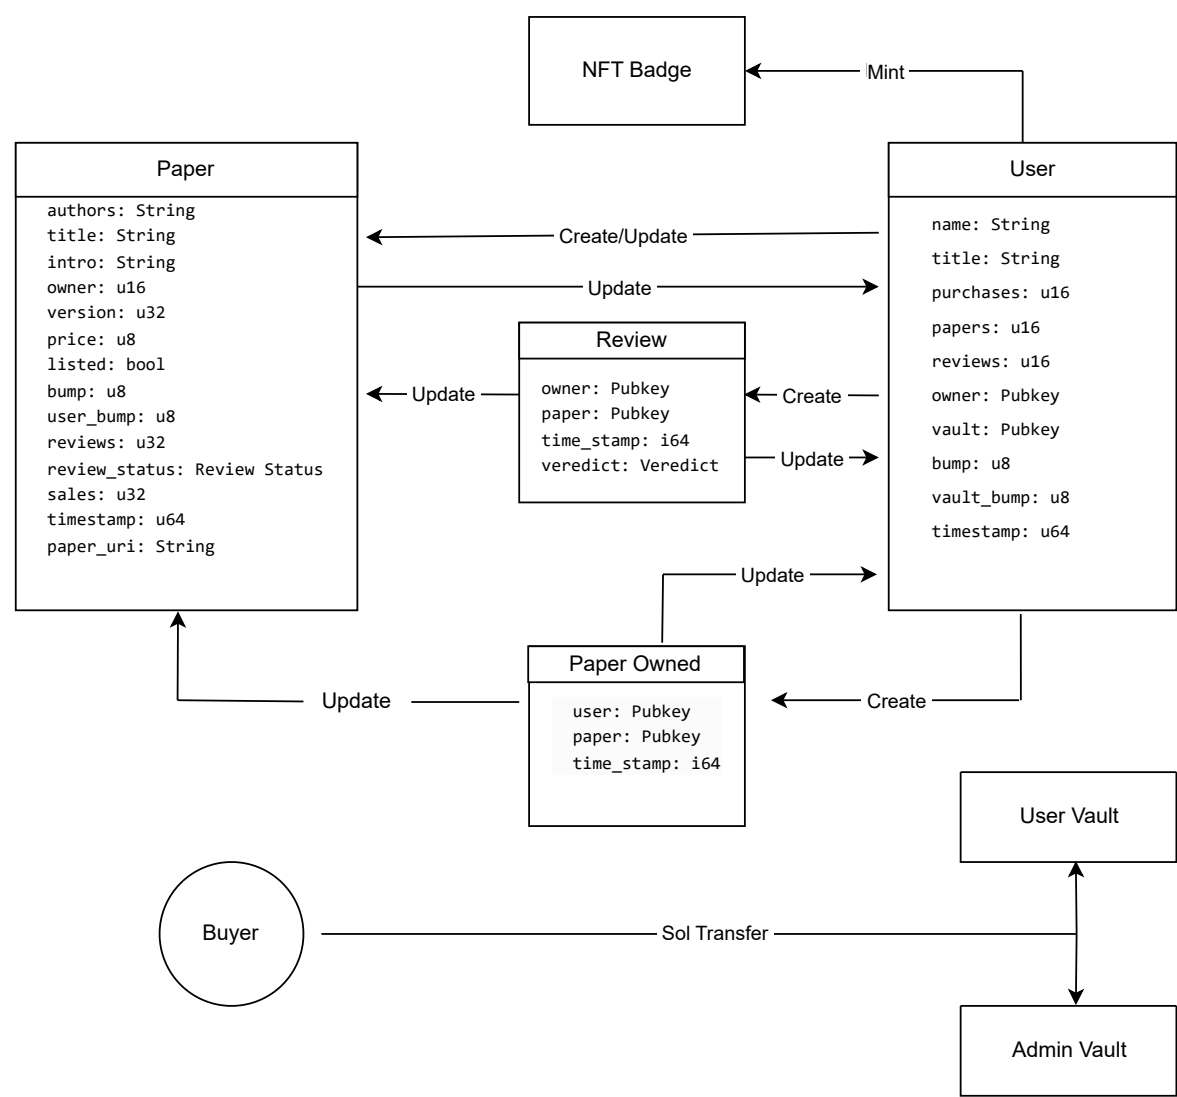 NFT Badge
Mint
Paper
authors: String
title: String
intro: String
owner: u16
version: u32
price: u8
listed: bool
bump: u8
user_bump: u8
reviews: u32
review_status: Review Status
sales: u32
timestamp: u64
paper_uri: String
Create/Update
Update
Review
owner: Pubkey
paper: Pubkey
time_stamp: i64
veredict: Veredict
Update
Create
Update
User
name: String
title: String
purchases: u16
papers: u16
reviews: u16
owner: Pubkey
vault: Pubkey
bump: u8
vault_bump: u8
timestamp: u64
Update
Paper Owned
user: Pubkey
paper: Pubkey
time_stamp: i64
Update
Create
User Vault
Buyer
Sol Transfer
Admin Vault